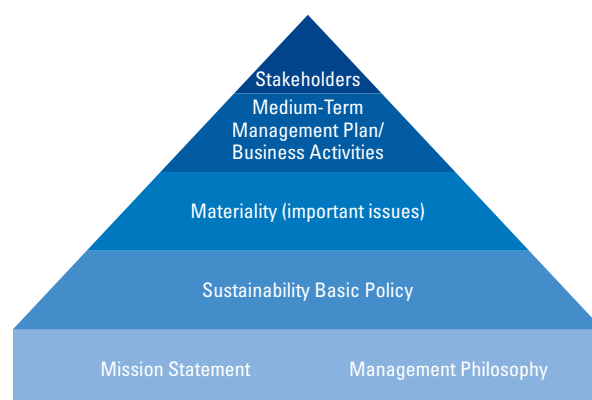 Stakeholders
Medium-Term
Management Plan/
Business Activities
Materiality (important issues)
Sustainability Basic Policy
Mission Statement
Management Philosophy